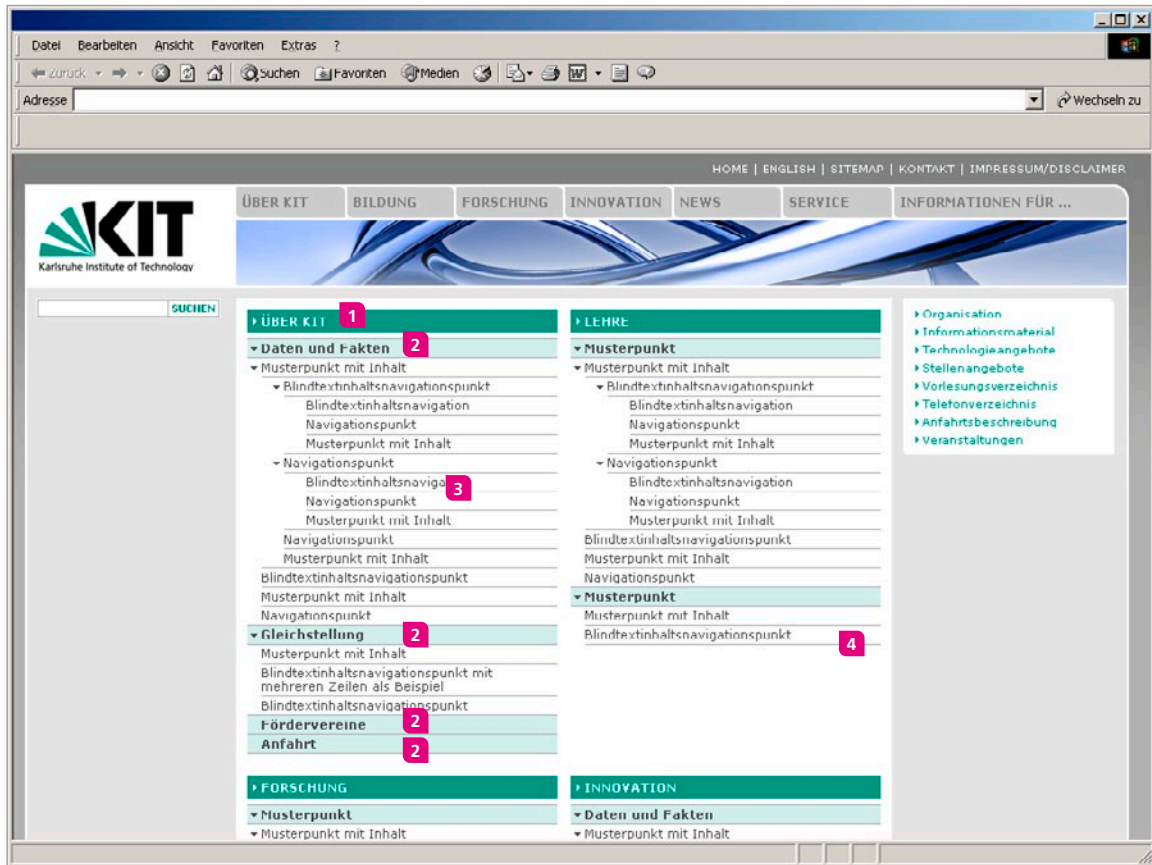 Datei Bearbeiten Ansicht Favoriten Extras ?
Zurück Suchen Favoriten Medien
Adresse Wechseln zu
HOME | ENGLISH | SITEMAP | KONTAKT | IMPRESSUM/DISCLAIMER
ÜBER KIT BILDUNG FORSCHUNG INNOVATION NEWS SERVICE INFORMATIONEN FÜR ...
KIT
Karlsruhe Institute of Technology
SUCHEN
ÜBER KIT 1
Daten und Fakten 2
Musterpunkt mit Inhalt
Blindtextinhaltsnavigationspunkt
Blindtextinhaltsnavigation
Navigationspunkt
Musterpunkt mit Inhalt
Navigationspunkt
Blindtextinhaltsnaviga 3
Navigationspunkt
Musterpunkt mit Inhalt
Navigationspunkt
Musterpunkt mit Inhalt
Blindtextinhaltsnavigationspunkt
Musterpunkt mit Inhalt
Navigationspunkt
Gleichstellung 2
Musterpunkt mit Inhalt
Blindtextinhaltsnavigationspunkt mit
mehreren Zeilen als Beispiel
Blindtextinhaltsnavigationspunkt
Fördervereine 2
Anfahrt 2
LEHRE
Musterpunkt
Musterpunkt mit Inhalt
Blindtextinhaltsnavigationspunkt
Blindtextinhaltsnavigation
Navigationspunkt
Musterpunkt mit Inhalt
Navigationspunkt
Blindtextinhaltsnavigation
Navigationspunkt
Musterpunkt mit Inhalt
Blindtextinhaltsnavigationspunkt
Musterpunkt mit Inhalt
Navigationspunkt
Musterpunkt
Musterpunkt mit Inhalt
Blindtextinhaltsnavigationspunkt 4
Organisation
Informationsmaterial
Technologieangebote
Stellenangebote
Vorlesungsverzeichnis
Telefonverzeichnis
Anfahrtsbeschreibung
Veranstaltungen
FORSCHUNG
Musterpunkt
Musterpunkt mit Inhalt
INNOVATION
Daten und Fakten
Musterpunkt mit Inhalt